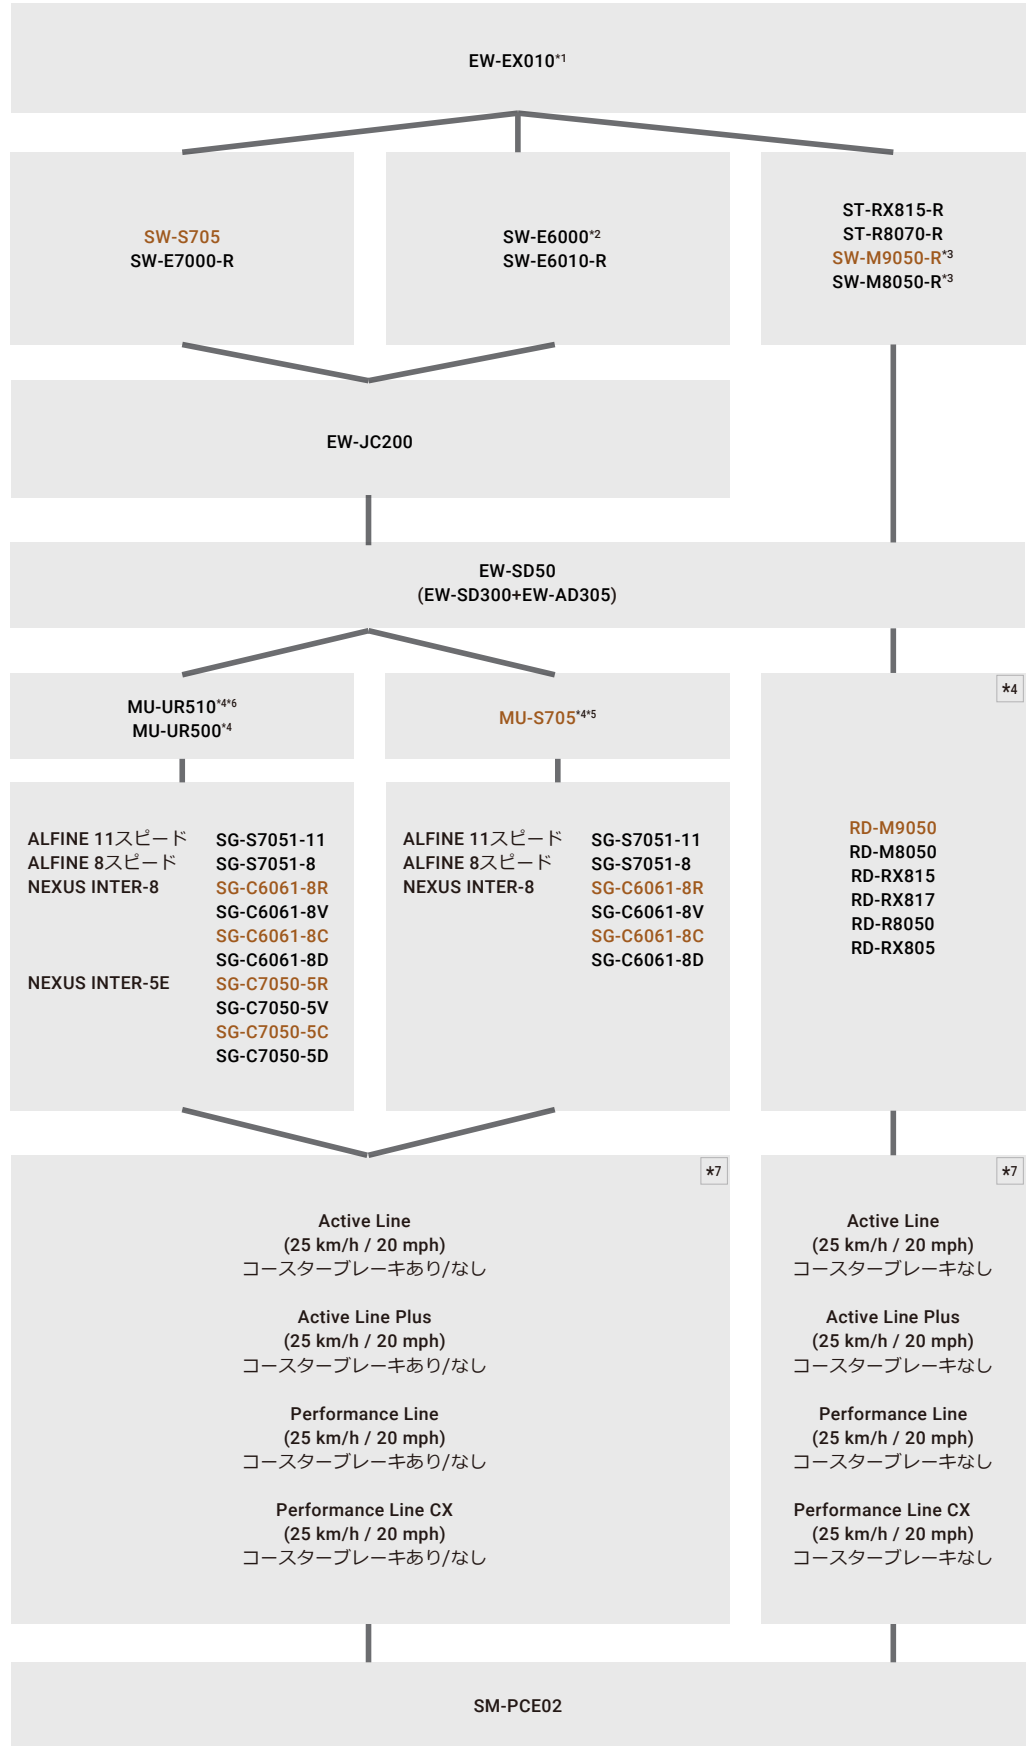 EW-EX010*1
SW-S705
SW-E7000-R
SW-E6000*2
SW-E6010-R
ST-RX815-R
ST-R8070-R
SW-M9050-R*3
SW-M8050-R*3
EW-JC200
EW-SD50
(EW-SD300+EW-AD305)
MU-UR510*4*6
MU-UR500*4
MU-S705*4*5
*4
ALFINE 11スピード SG-S7051-11
ALFINE 8スピード SG-S7051-8
NEXUS INTER-8 SG-C6061-8R
SG-C6061-8V
SG-C6061-8C
SG-C6061-8D
NEXUS INTER-5E SG-C7050-5R
SG-C7050-5V
SG-C7050-5C
SG-C7050-5D
ALFINE 11スピード SG-S7051-11
ALFINE 8スピード SG-S7051-8
NEXUS INTER-8 SG-C6061-8R
SG-C6061-8V
SG-C6061-8C
SG-C6061-8D
RD-M9050
RD-M8050
RD-RX815
RD-RX817
RD-R8050
RD-RX805
*7
Active Line
(25 km/h / 20 mph)
コースターブレーキあり/なし
Active Line Plus
(25 km/h / 20 mph)
コースターブレーキあり/なし
Performance Line
(25 km/h / 20 mph)
コースターブレーキあり/なし
Performance Line CX
(25 km/h / 20 mph)
コースターブレーキあり/なし
*7
Active Line
(25 km/h / 20 mph)
コースターブレーキなし
Active Line Plus
(25 km/h / 20 mph)
コースターブレーキなし
Performance Line
(25 km/h / 20 mph)
コースターブレーキなし
Performance Line CX
(25 km/h / 20 mph)
コースターブレーキなし
SM-PCE02